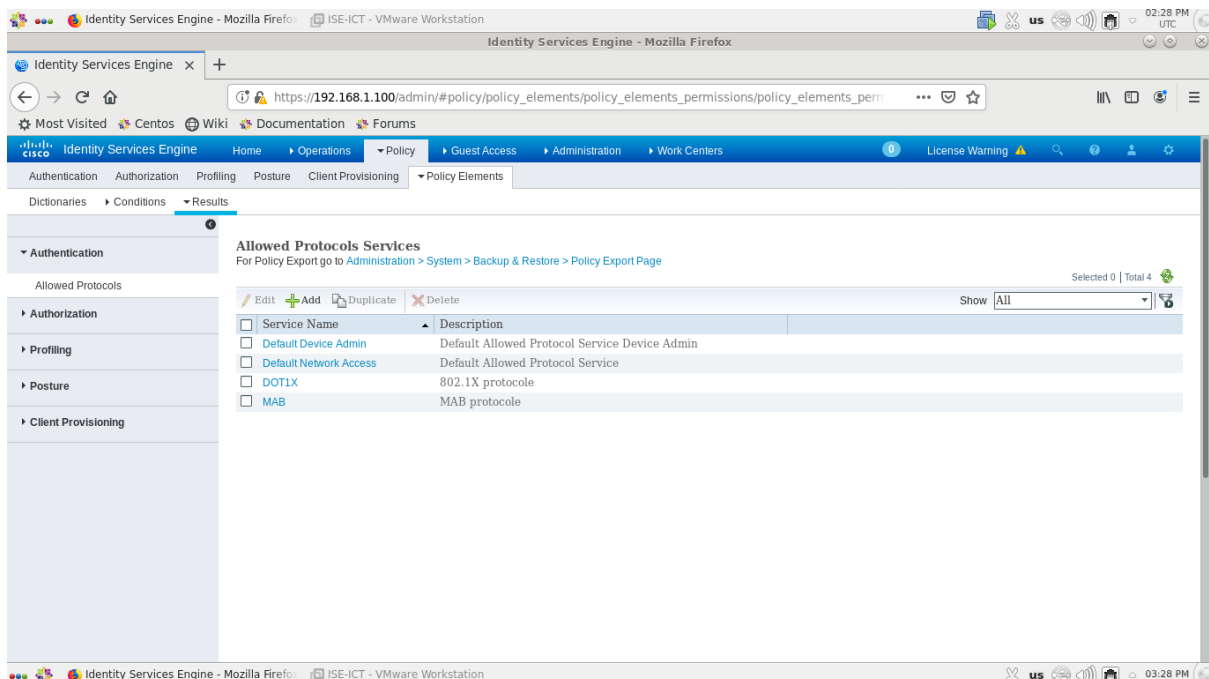 Identity Services Engine - Mozilla Firefo
ISE-ICT - VMware Workstation
us
02:28 PM
UTC
Identity Services Engine - Mozilla Firefox
Identity Services Engine
https://192.168.1.100/admin/#policy/policy_elements/policy_elements_permissions/policy_elements_perm
Most Visited Centos Wiki Documentation Forums
CISCO Identity Services Engine Home Operations Policy Guest Access Administration Work Centers 0 License Warning
Authentication Authorization Profiling Posture Client Provisioning Policy Elements
Dictionaries Conditions Results
Authentication
Allowed Protocols
Authorization
Profiling
Posture
Client Provisioning
Allowed Protocols Services
For Policy Export go to Administration > System > Backup & Restore > Policy Export Page
Selected 0 | Total 4
Edit Add Duplicate Delete Show All
Service Name Description
Default Device Admin Default Allowed Protocol Service Device Admin
Default Network Access Default Allowed Protocol Service
DOT1X 802.1X protocole
MAB MAB protocole
Identity Services Engine - Mozilla Firefo
ISE-ICT - VMware Workstation
us
03:28 PM